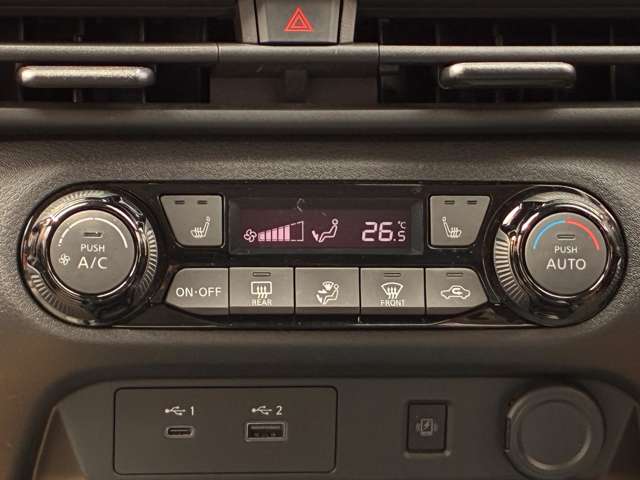 26.5 °C
PUSH
A/C
PUSH
AUTO
ON·OFF
REAR
FRONT
1
2